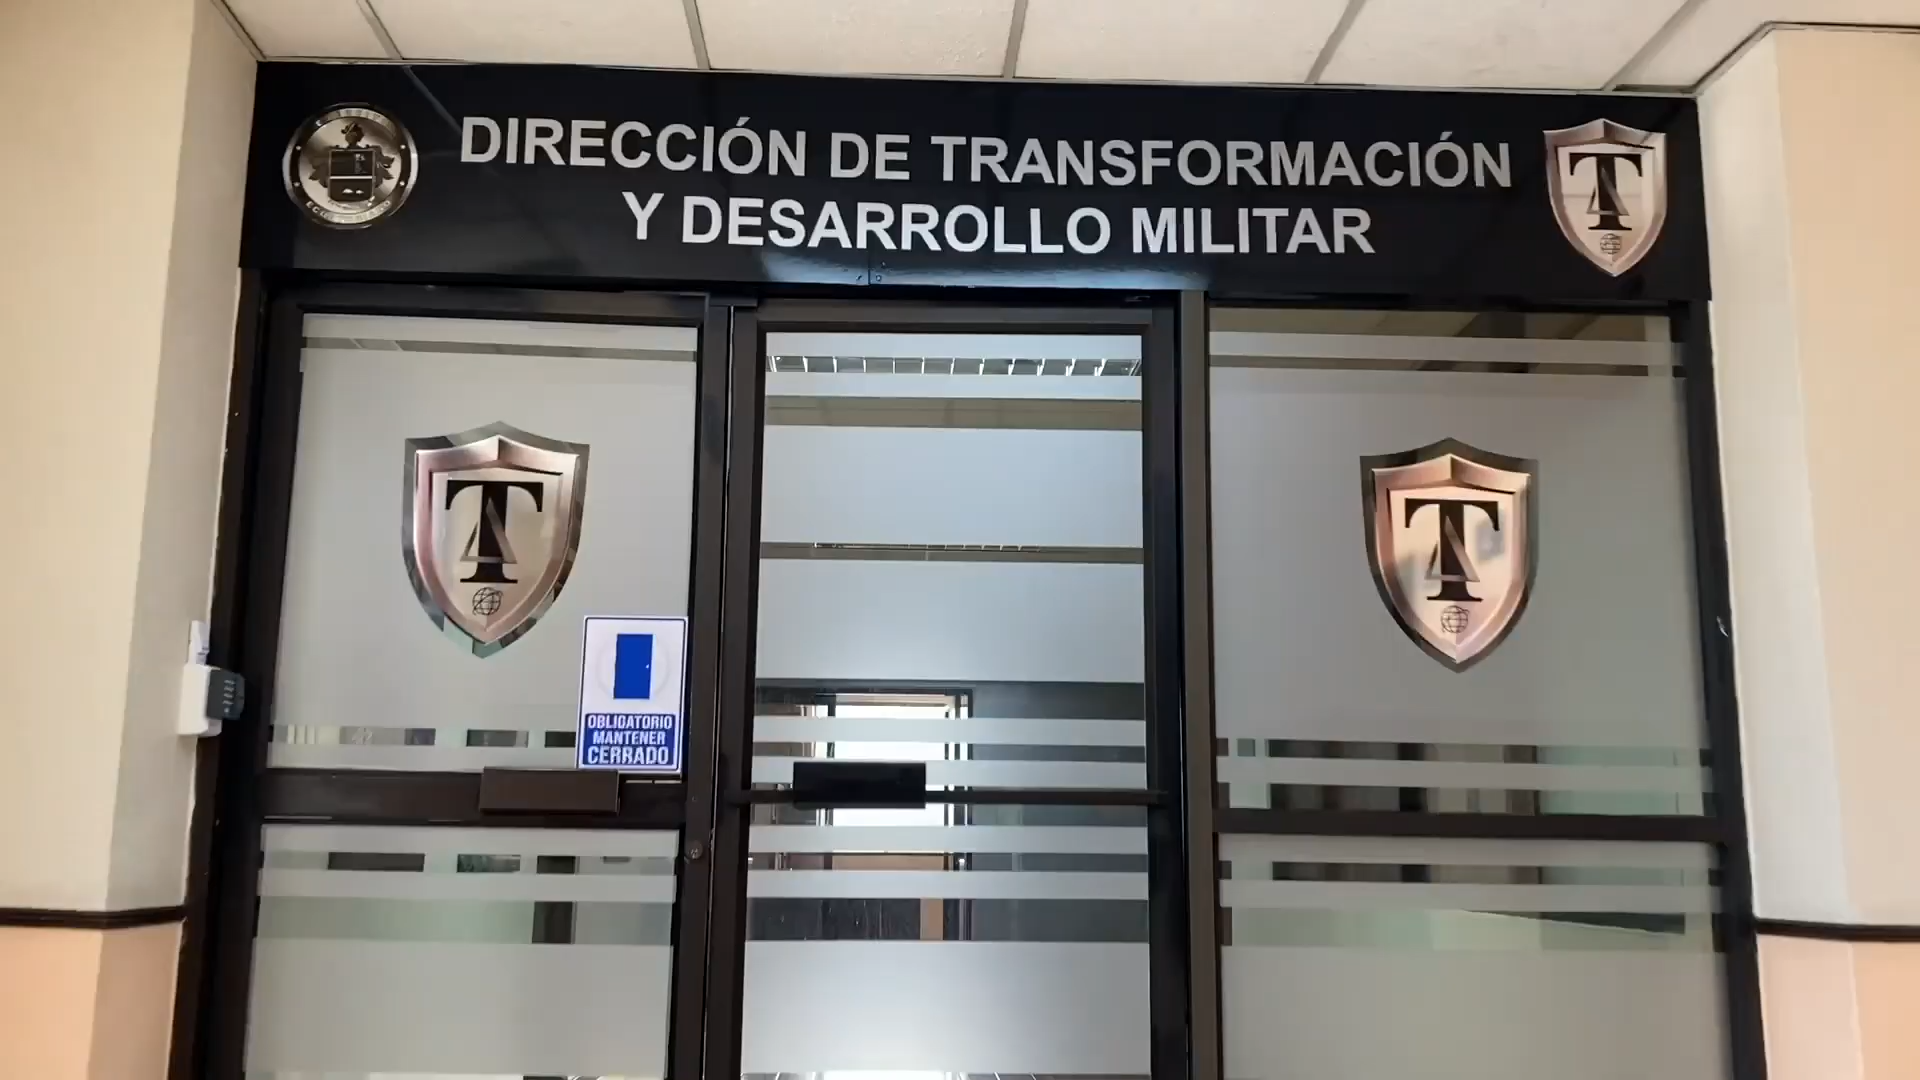 DIRECCIÓN DE TRANSFORMACIÓN
Y DESARROLLO MILITAR
T
T
T
OBLIGATORIO
MANTENER
CERRADO